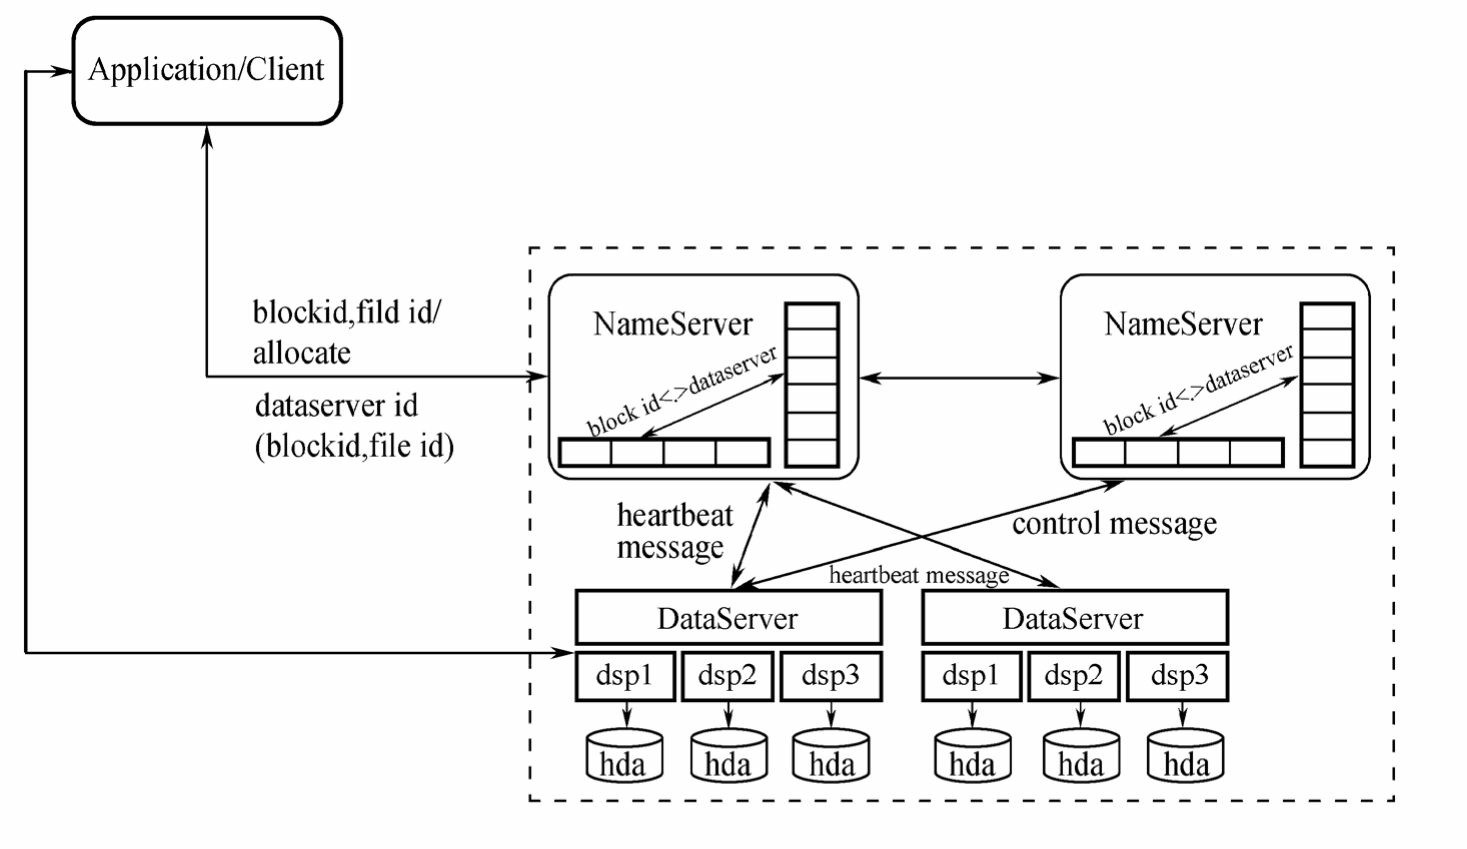 Application/Client
blockid,fild id/
allocate
dataserver id
(blockid,file id)
NameServer
block id<.>dataserver
NameServer
block id<.>dataserver
heartbeat
message
control message
heartbeat message
DataServer
DataServer
dsp1
dsp2
dsp3
dsp1
dsp2
dsp3
hda
hda
hda
hda
hda
hda